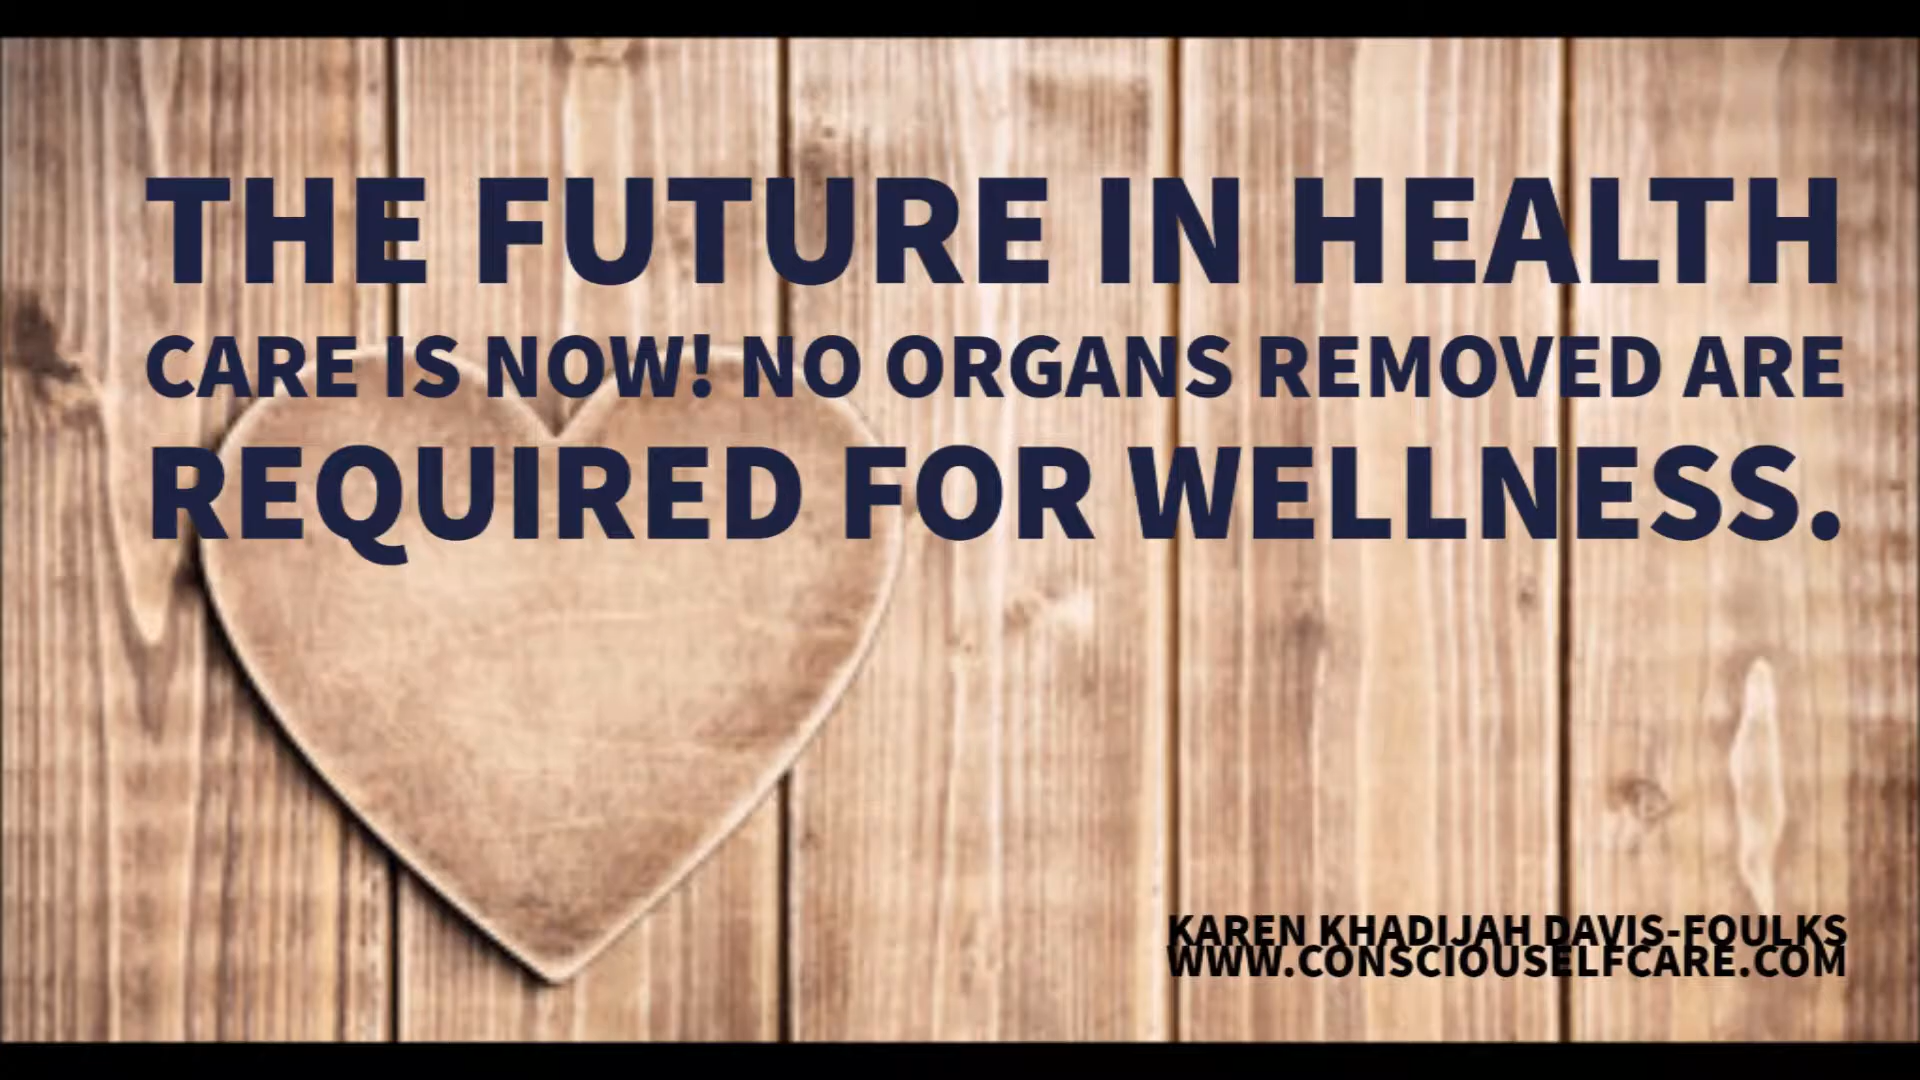 THE FUTURE IN HEALTH
CARE IS NOW! NO ORGANS REMOVED ARE
REQUIRED FOR WELLNESS.
KAREN KHADIJAH DAVIS-FOULKS
WWW.CONSCIOUSELFCARE.COM